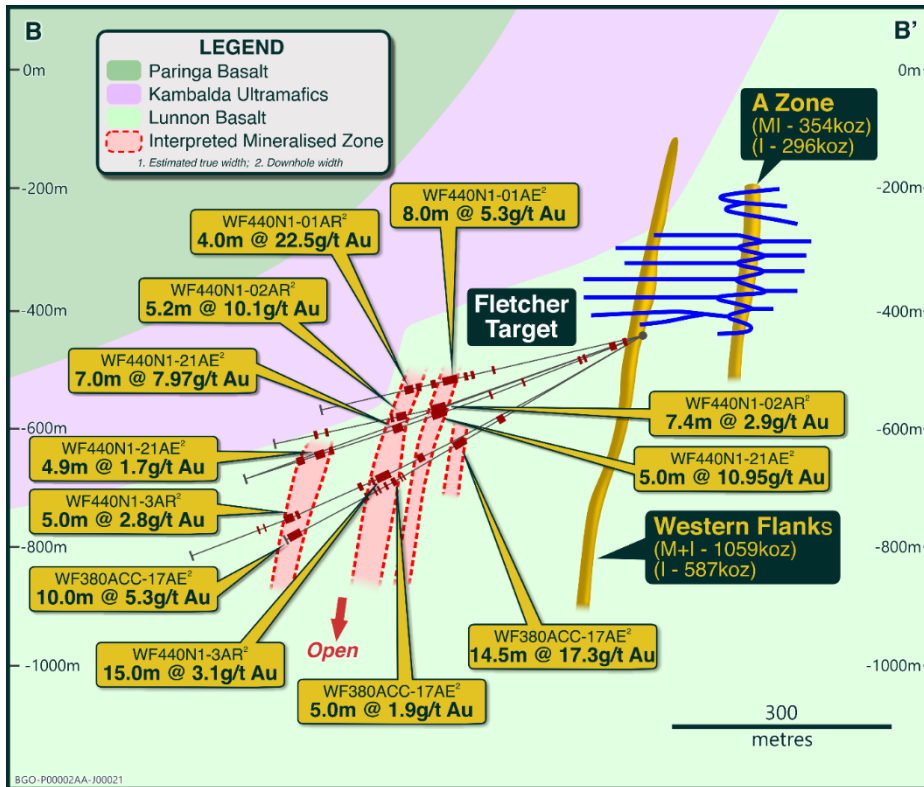 B
B’
LEGEND
Paringa Basalt
Kambalda Ultramafics
Lunnon Basalt
Interpreted Mineralised Zone
1. Estimated true width; 2. Downhole width
0m
0m
A Zone
(MI - 354koz)
(I - 296koz)
-200m
-200m
WF440N1-01AR²
4.0m @ 22.5g/t Au
WF440N1-01AE²
8.0m @ 5.3g/t Au
WF440N1-02AR²
5.2m @ 10.1g/t Au
Fletcher
Target
-400m
-400m
WF440N1-21AE²
7.0m @ 7.97g/t Au
WF440N1-02AR²
7.4m @ 2.9g/t Au
-600m
-600m
WF440N1-21AE²
4.9m @ 1.7g/t Au
WF440N1-21AE²
5.0m @ 10.95g/t Au
WF440N1-3AR²
5.0m @ 2.8g/t Au
Western Flanks
(M+I - 1059koz)
(I - 587koz)
-800m
-800m
WF380ACC-17AE²
10.0m @ 5.3g/t Au
Open
WF440N1-3AR²
15.0m @ 3.1g/t Au
WF380ACC-17AE²
14.5m @ 17.3g/t Au
-1000m
-1000m
WF380ACC-17AE²
5.0m @ 1.9g/t Au
300
metres
BGO-P00002AA-J00021